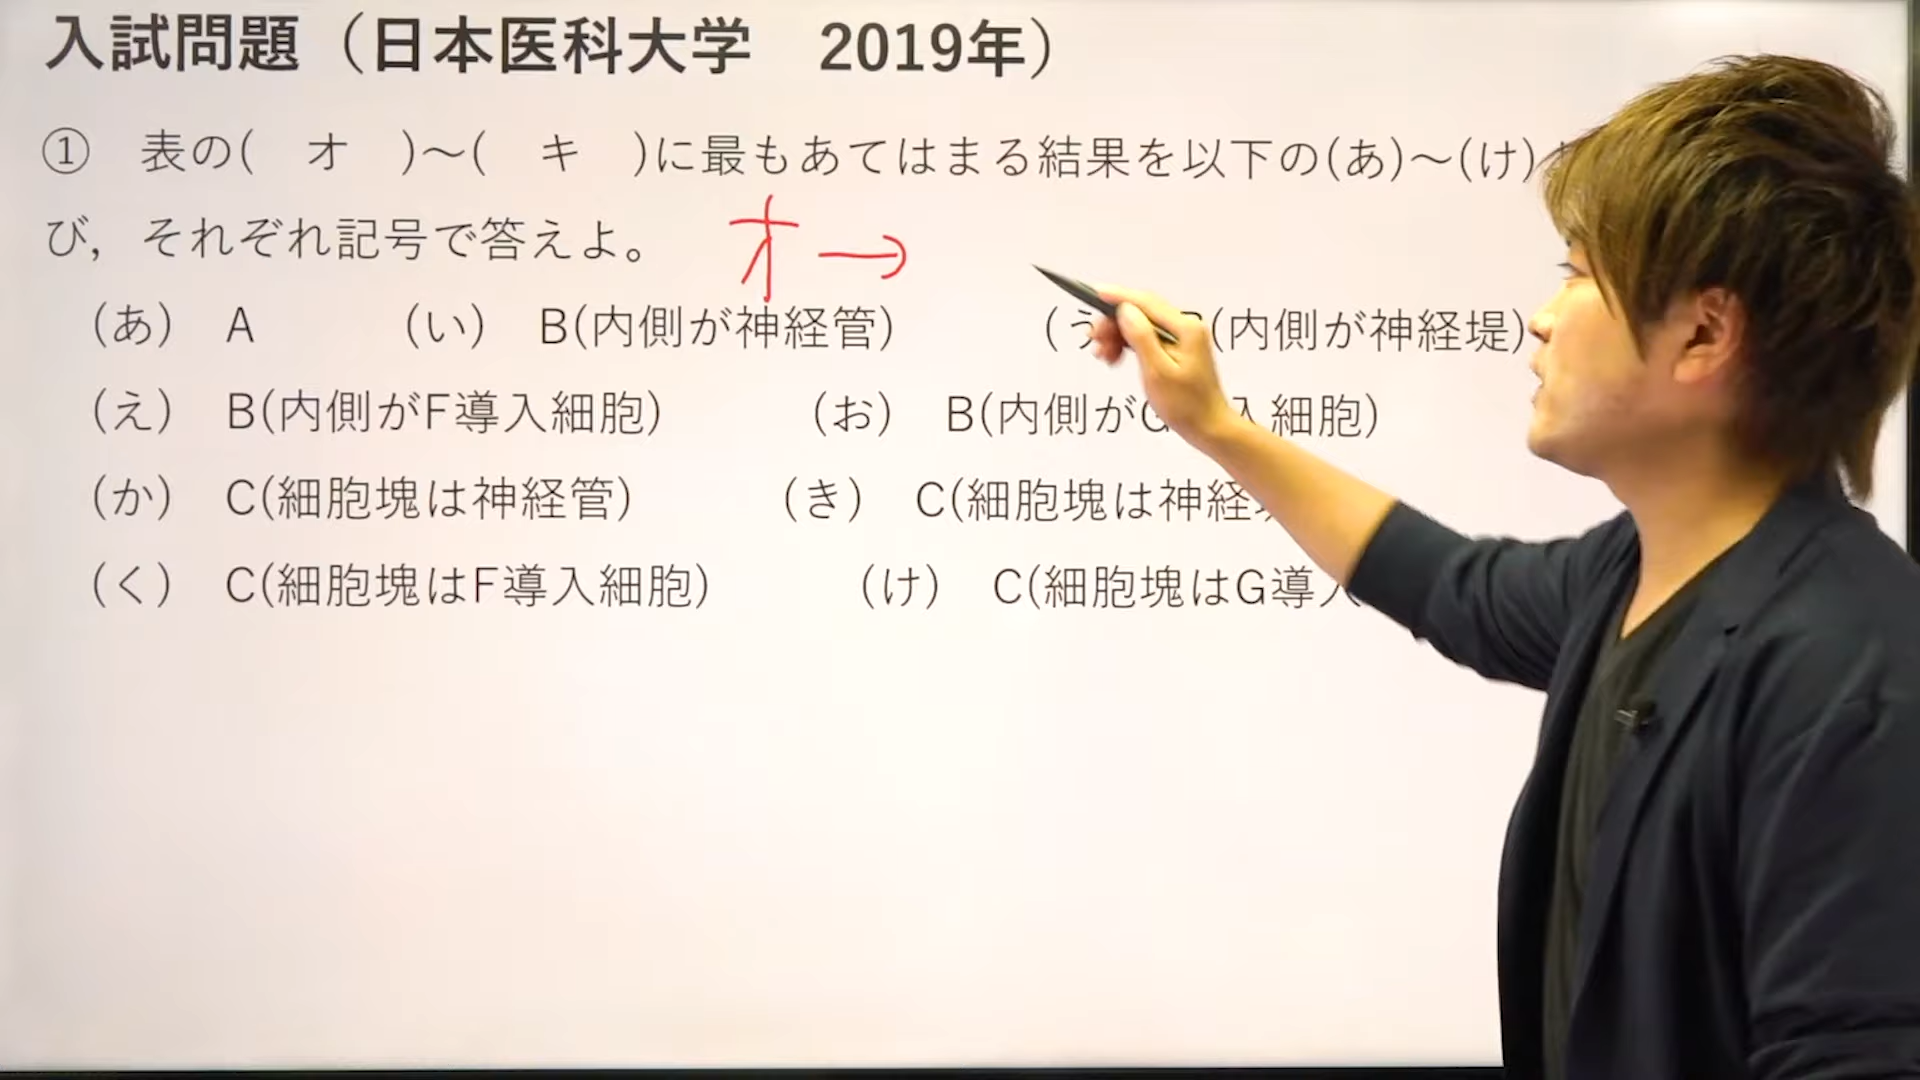 入試問題（日本医科大学　2019年）
①　表の(　オ　)～(　キ　)に最もあてはまる結果を以下の(あ)～(け)
び，それぞれ記号で答えよ。
オ→
(あ)　A　(い)　B(内側が神経管)　(う　(内側が神経堤)
(え)　B(内側がF導入細胞)　(お)　B(内側が入細胞)
(か)　C(細胞塊は神経管)　(き)　C(細胞塊は神経
(く)　C(細胞塊はF導入細胞)　(け)　C(細胞塊はG導